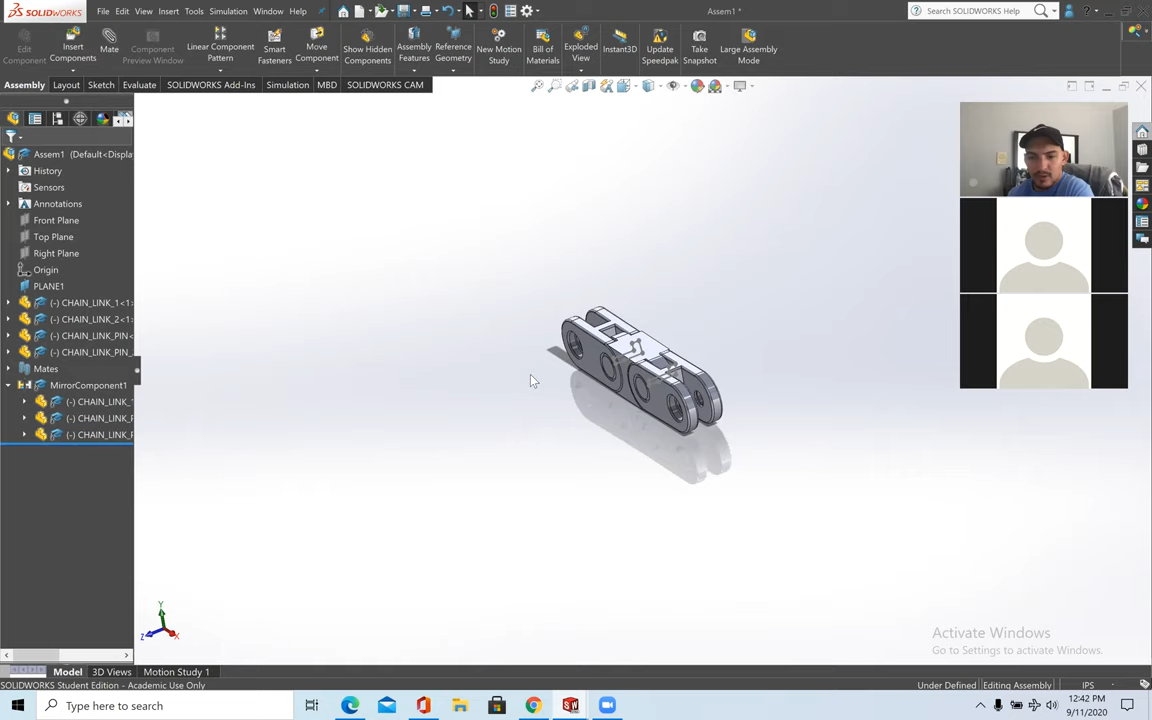 SOLIDWORKS File Edit View Insert Tools Simulation Window Help Assem1 * Search SOLIDWORKS Help
Edit Component
Insert Components
Mate
Component Preview Window
Linear Component Pattern
Smart Fasteners
Move Component
Show Hidden Components
Assembly Features
Reference Geometry
New Motion Study
Bill of Materials
Exploded View
Instant3D
Update Speedpak
Take Snapshot
Large Assembly Mode
Assembly Layout Sketch Evaluate SOLIDWORKS Add-Ins Simulation MBD SOLIDWORKS CAM
Assem1 (Default<Displa
History
Sensors
Annotations
Front Plane
Top Plane
Right Plane
Origin
PLANE1
(-) CHAIN_LINK_1<1>
(-) CHAIN_LINK_2<1>
(-) CHAIN_LINK_PIN<
(-) CHAIN_LINK_PIN_
Mates
MirrorComponent1
(-) CHAIN_LINK_
(-) CHAIN_LINK_F
(-) CHAIN_LINK_F
Y
Z
X
Activate Windows
Go to Settings to activate Windows.
Model 3D Views Motion Study 1
SOLIDWORKS Student Edition - Academic Use Only
Under Defined Editing Assembly IPS
Type here to search
12:42 PM
9/11/2020